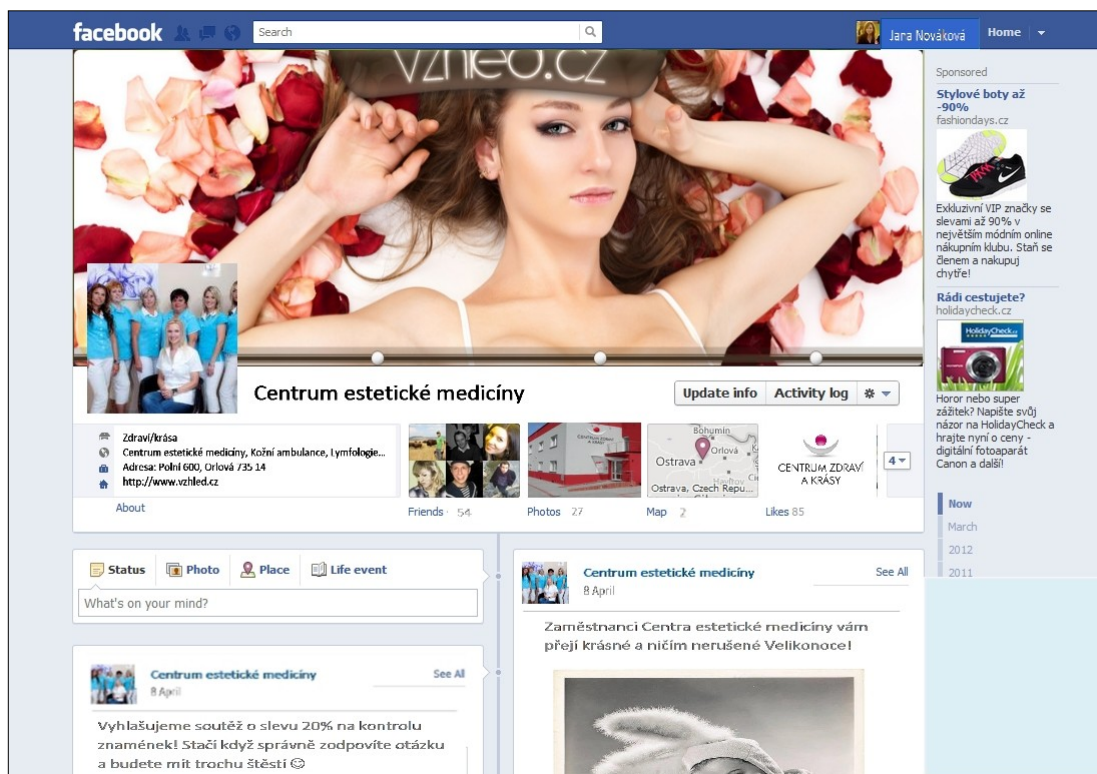 facebook
Search
Jana Nováková
Home
vzhled.cz
Centrum estetické medicíny
Update info
Activity log
Zdraví/krása
Centrum estetické medicíny, Kožní ambulance, Lymfologie...
Adresa: Polní 600, Orlová 735 14
http://www.vzhled.cz
About
Friends · 54
CENTRUM ZDRAVÍ
Photos 27
Bohumin
Orlová
Ostrava
Ostrava, Czech Repu...
Map 2
CENTRUM ZDRAVÍ
A KRÁSY
Likes 85
4
Status
Photo
Place
Life event
What's on your mind?
Centrum estetické medicíny
See All
8 April
Vyhlašujeme soutěž o slevu 20% na kontrolu
znamének! Stačí když správně zodpovíte otázku
a budete mít trochu štěstí ☺
Centrum estetické medicíny
See All
8 April
Zaměstnanci Centra estetické medicíny vám
přejí krásné a ničím nerušené Velikonoce!
Sponsored
Stylové boty až
-90%
fashiondays.cz
Exkluzivní VIP značky se
slevami až 90% v
největším módním online
nákupním klubu. Staň se
členem a nakupuj
chytře!
Rádi cestujete?
holidaycheck.cz
HolidayCheck
Horor nebo super
zážitek? Napište svůj
názor na HolidayCheck a
hrajte nyní o ceny -
digitální fotoaparát
Canon a další!
Now
March
2012
2011